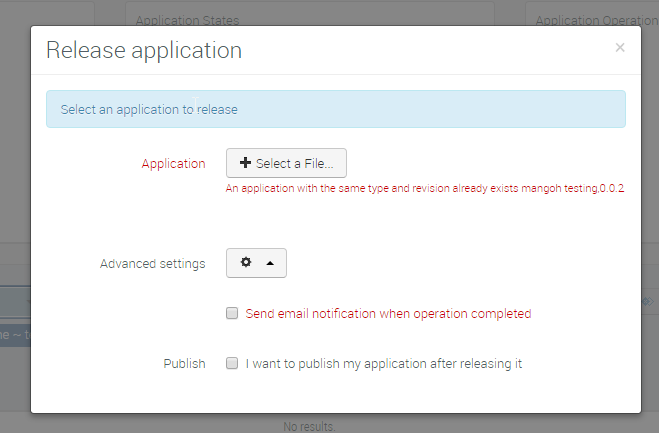 Application States
Application Operation
Release application
×
Select an application to release
Application
Select a File...
An application with the same type and revision already exists mangoh testing,0.0.2
Advanced settings
Send email notification when operation completed
Publish
I want to publish my application after releasing it
No results.